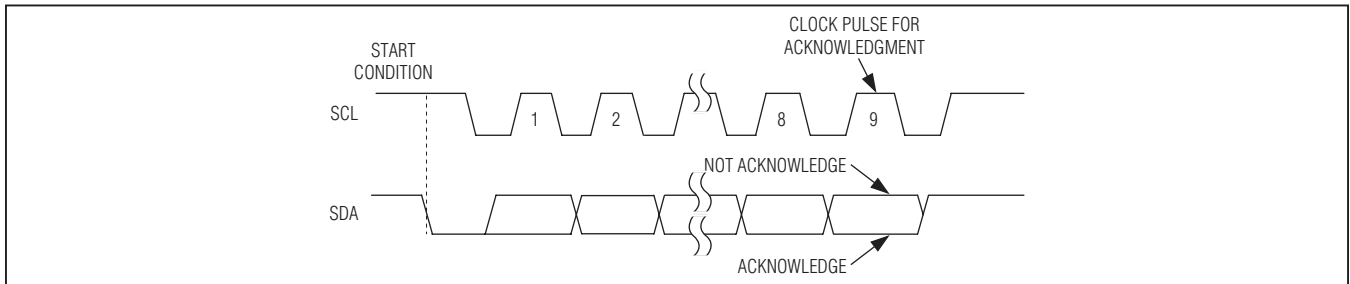 CLOCK PULSE FOR
ACKNOWLEDGMENT
START
CONDITION
SCL
1
2
8
9
NOT ACKNOWLEDGE
SDA
ACKNOWLEDGE